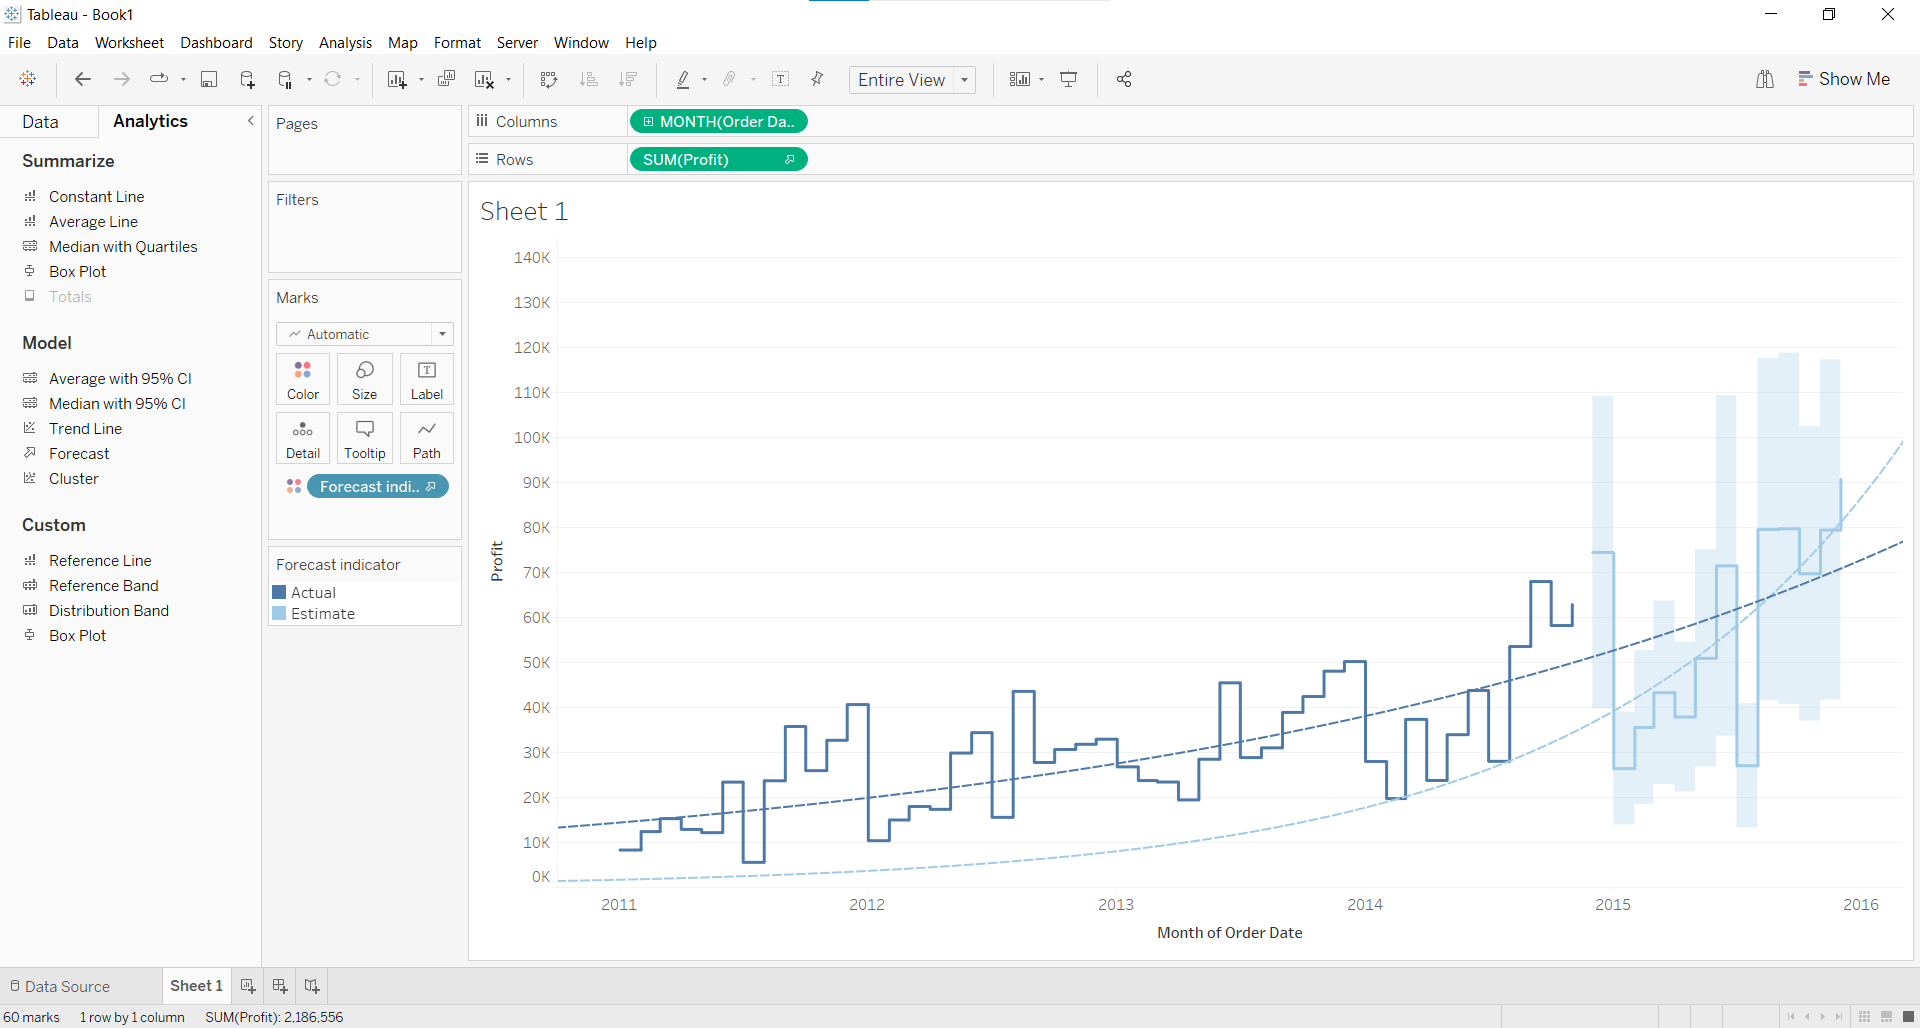 Tableau - Book1
File Data Worksheet Dashboard Story Analysis Map Format Server Window Help
Entire View
Show Me
Data
Analytics
Summarize
Constant Line
Average Line
Median with Quartiles
Box Plot
Totals
Model
Average with 95% CI
Median with 95% CI
Trend Line
Forecast
Cluster
Custom
Reference Line
Reference Band
Distribution Band
Box Plot
Pages
Filters
Marks
Automatic
Color Size Label
Detail Tooltip Path
Forecast indi..
Forecast indicator
Actual
Estimate
Columns
MONTH(Order Da..
Rows
SUM(Profit)
Sheet 1
140K
130K
120K
110K
100K
90K
80K
70K
60K
50K
40K
30K
20K
10K
0K
Profit
2011 2012 2013 2014 2015 2016
Month of Order Date
Data Source
Sheet 1
60 marks 1 row by 1 column SUM(Profit): 2,186,556